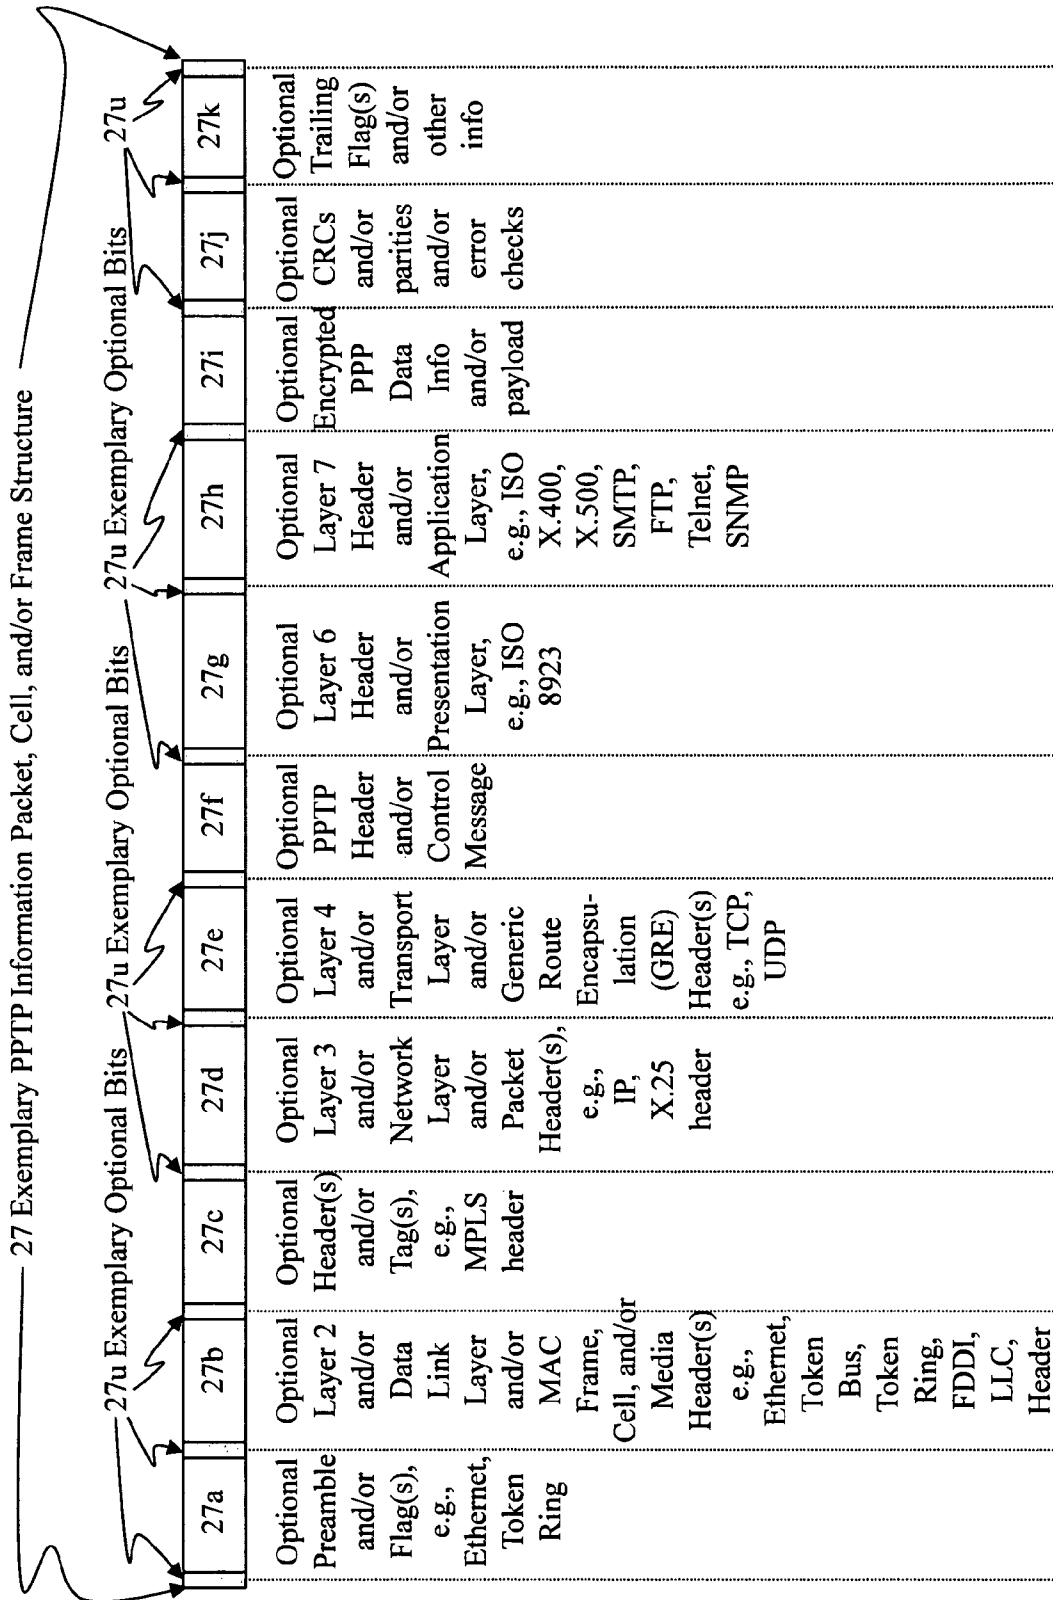 27 Exemplary PPTP Information Packet, Cell, and/or Frame Structure
27u Exemplary Optional Bits
27u Exemplary Optional Bits
27u Exemplary Optional Bits
27u
27a
27b
27c
27d
27e
27f
27g
27h
27i
27j
27k
Optional
Preamble
and/or
Flag(s),
e.g.,
Ethernet,
Token
Ring
Optional
Layer 2
and/or
Data
Link
Layer
and/or
MAC
Frame,
Cell, and/or
Media
Header(s)
e.g.,
Ethernet,
Token
Bus,
Token
Ring,
FDDI,
LLC,
Header
Optional
Header(s)
and/or
Tag(s),
e.g.,
MPLS
header
Optional
Layer 3
and/or
Network
Layer
and/or
Packet
Header(s),
e.g.,
IP,
X.25
header
Optional
Layer 4
and/or
Transport
Layer
and/or
Generic
Route
Encapsu-
lation
(GRE)
Header(s)
e.g., TCP,
UDP
Optional
PPTP
Header
and/or
Control
Message
Optional
Layer 6
Header
and/or
Presentation
Layer,
e.g., ISO
8923
Optional
Layer 7
Header
and/or
Application
Layer,
e.g., ISO
X.400,
X.500,
SMTP,
FTP,
Telnet,
SNMP
Optional
Encrypted
PPP
Data
Info
and/or
payload
Optional
CRCs
and/or
parities
and/or
error
checks
Optional
Trailing
Flag(s)
and/or
other
info